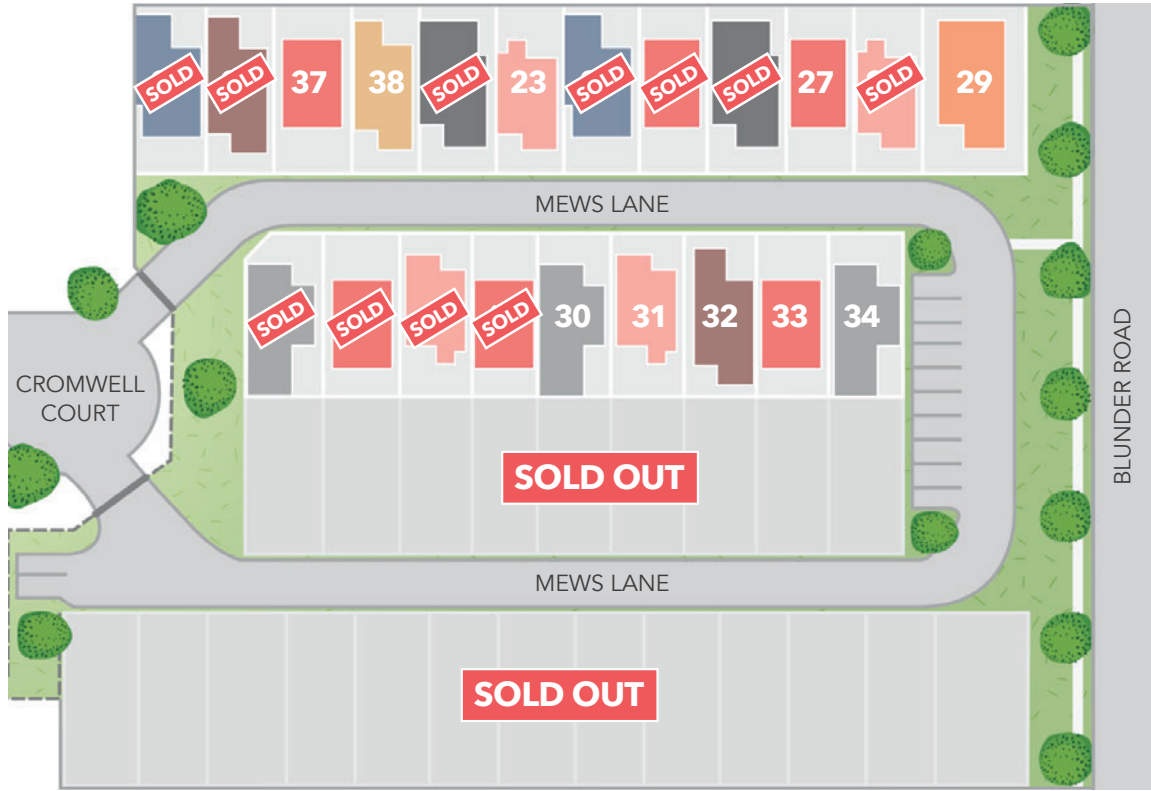 SOLD
SOLD
37
38
SOLD
23
SOLD
SOLD
SOLD
27
SOLD
29
MEWS LANE
SOLD
SOLD
SOLD
SOLD
30
31
32
33
34
CROMWELL
COURT
BLUNDER ROAD
SOLD OUT
MEWS LANE
SOLD OUT